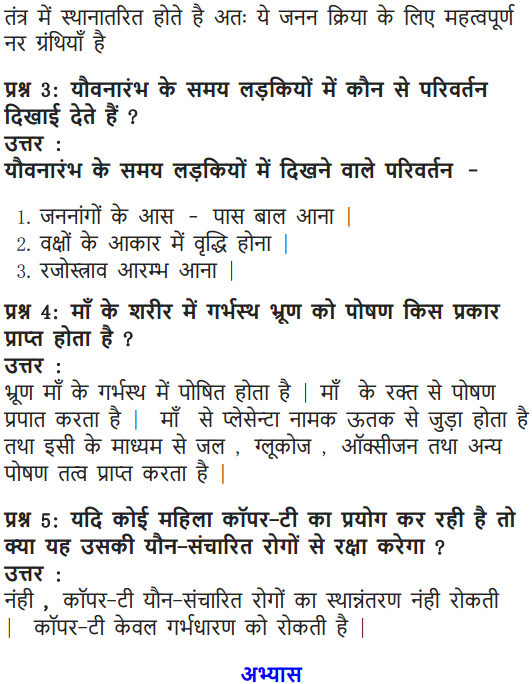 तंत्र में स्थानातरित होते है अतः ये जनन क्रिया के लिए महत्वपूर्ण
नर ग्रंथियाँ है
प्रश्न 3: यौवनारंभ के समय लड़कियों में कौन से परिवर्तन
दिखाई देते हैं ?
उत्तर :
यौवनारंभ के समय लड़कियों में दिखने वाले परिवर्तन -
1. जननांगों के आस - पास बाल आना |
2. वक्षों के आकार में वृद्धि होना |
3. रजोस्त्राव आरम्भ आना |
प्रश्न 4: माँ के शरीर में गर्भस्थ भ्रूण को पोषण किस प्रकार
प्राप्त होता है ?
उत्तर :
भ्रूण माँ के गर्भस्थ में पोषित होता है | माँ के रक्त से पोषण
प्रपात करता है | माँ से प्लेसेन्टा नामक ऊतक से जुड़ा होता है
तथा इसी के माध्यम से जल , ग्लूकोज , ऑक्सीजन तथा अन्य
पोषण तत्व प्राप्त करता है |
प्रश्न 5: यदि कोई महिला कॉपर-टी का प्रयोग कर रही है तो
क्या यह उसकी यौन-संचारित रोगों से रक्षा करेगा ?
उत्तर :
नंही , कॉपर-टी यौन-संचारित रोगों का स्थान्नंतरण नंही रोकती
| कॉपर-टी केवल गर्भधारण को रोकती है |
अभ्यास